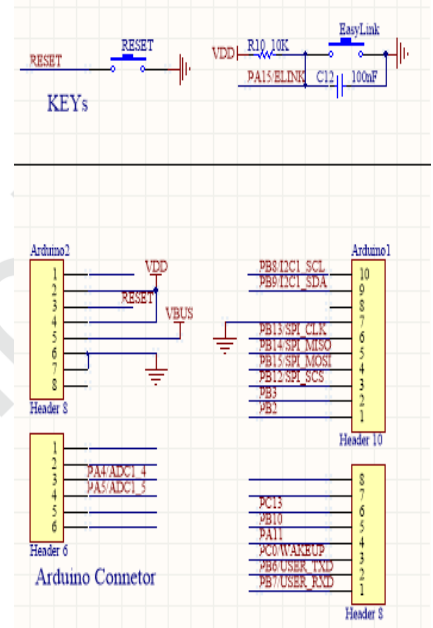 RESET
RESET
KEYs
EasyLink
VDD R10 10K
PA15/ELINK C12 100nF
Arduino2
1
2
3
4
5
6
7
8
Header 8
VDD
RESET
VBUS
Arduino1
PB8/I2C1_SCL 10
PB9/I2C1_SDA 9
8
7
PB13/SPI_CLK 6
PB14/SPI_MISO 5
PB15/SPI_MOSI 4
PB12/SPI_SCS 3
PB3 2
PB2 1
Header 10
1
2
3 PA4/ADC1_4
4 PA5/ADC1_5
5
6
Header 6
Arduino Connetor
8
7
PC13 6
PB10 5
PA11 4
PC0/WAKEUP 3
PB6/USER_TXD 2
PB7/USER_RXD 1
Header 8